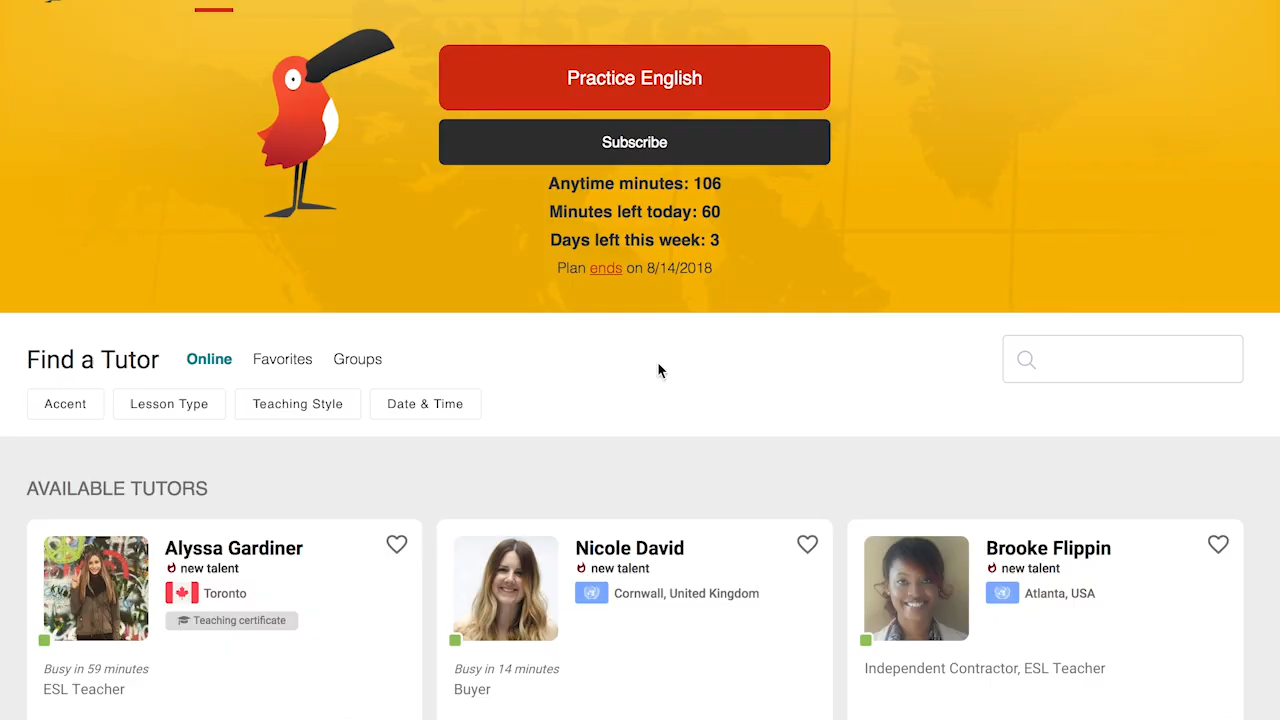 Practice English
Subscribe
Anytime minutes: 106
Minutes left today: 60
Days left this week: 3
Plan ends on 8/14/2018
Find a Tutor
Online
Favorites
Groups
Accent
Lesson Type
Teaching Style
Date & Time
AVAILABLE TUTORS
Alyssa Gardiner
new talent
Toronto
Teaching certificate
Busy in 59 minutes
ESL Teacher
Nicole David
new talent
Cornwall, United Kingdom
Busy in 14 minutes
Buyer
Brooke Flippin
new talent
Atlanta, USA
Independent Contractor, ESL Teacher